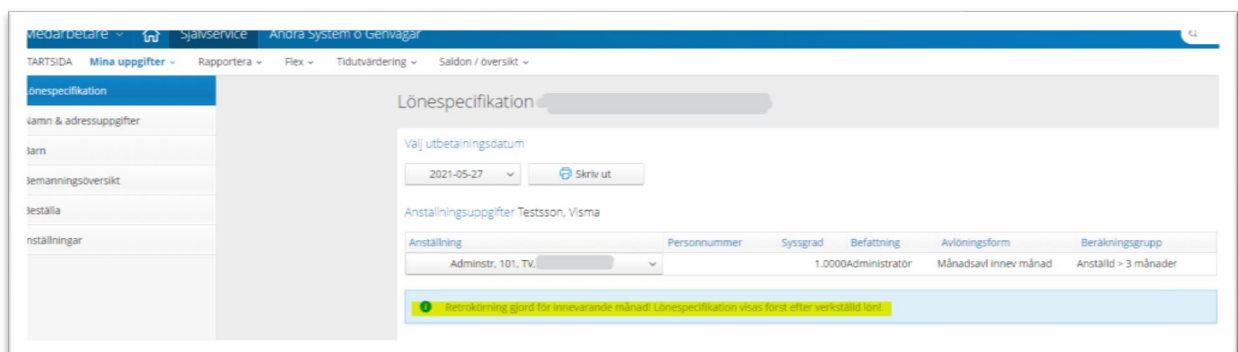 Medarbetare Självservice Andra System o Genvägar
TARTSIDA Mina uppgifter Rapportera Flex Tidutvärdering Saldon / översikt
önespecifikation
Namn & adressuppgifter
Barn
Bemanningsöversikt
Beställa
nställningar
Lönespecifikation
Välj utbetalningsdatum
2021-05-27 Skriv ut
Anställningsuppgifter Testsson, Visma
Anställning Personnummer Syssgrad Befattning Avlöningsform Beräkningsgrupp
Adminstr, 101, TV, 1.0000Administratör Månadsavl innev månad Anställd > 3 månader
Retrokörning gjord för innevarande månad! Lönespecifikation visas först efter verkställd lön!